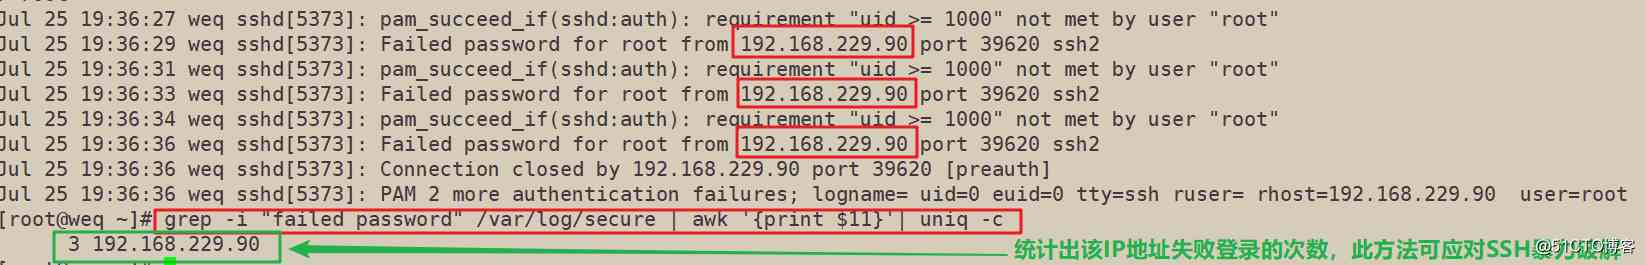 Jul 25 19:36:27 weq sshd[5373]: pam_succeed_if(sshd:auth): requirement "uid >= 1000" not met by user "root"
Jul 25 19:36:29 weq sshd[5373]: Failed password for root from 192.168.229.90 port 39620 ssh2
Jul 25 19:36:31 weq sshd[5373]: pam_succeed_if(sshd:auth): requirement "uid >= 1000" not met by user "root"
Jul 25 19:36:33 weq sshd[5373]: Failed password for root from 192.168.229.90 port 39620 ssh2
Jul 25 19:36:34 weq sshd[5373]: pam_succeed_if(sshd:auth): requirement "uid >= 1000" not met by user "root"
Jul 25 19:36:36 weq sshd[5373]: Failed password for root from 192.168.229.90 port 39620 ssh2
Jul 25 19:36:36 weq sshd[5373]: Connection closed by 192.168.229.90 port 39620 [preauth]
Jul 25 19:36:36 weq sshd[5373]: PAM 2 more authentication failures; logname= uid=0 euid=0 tty=ssh ruser= rhost=192.168.229.90  user=root
[root@weq ~]# grep -i "failed password" /var/log/secure | awk '{print $11}'| uniq -c
3 192.168.229.90
统计出该IP地址失败登录的次数，此方法可应对SSH暴力破解
@51CTO博客